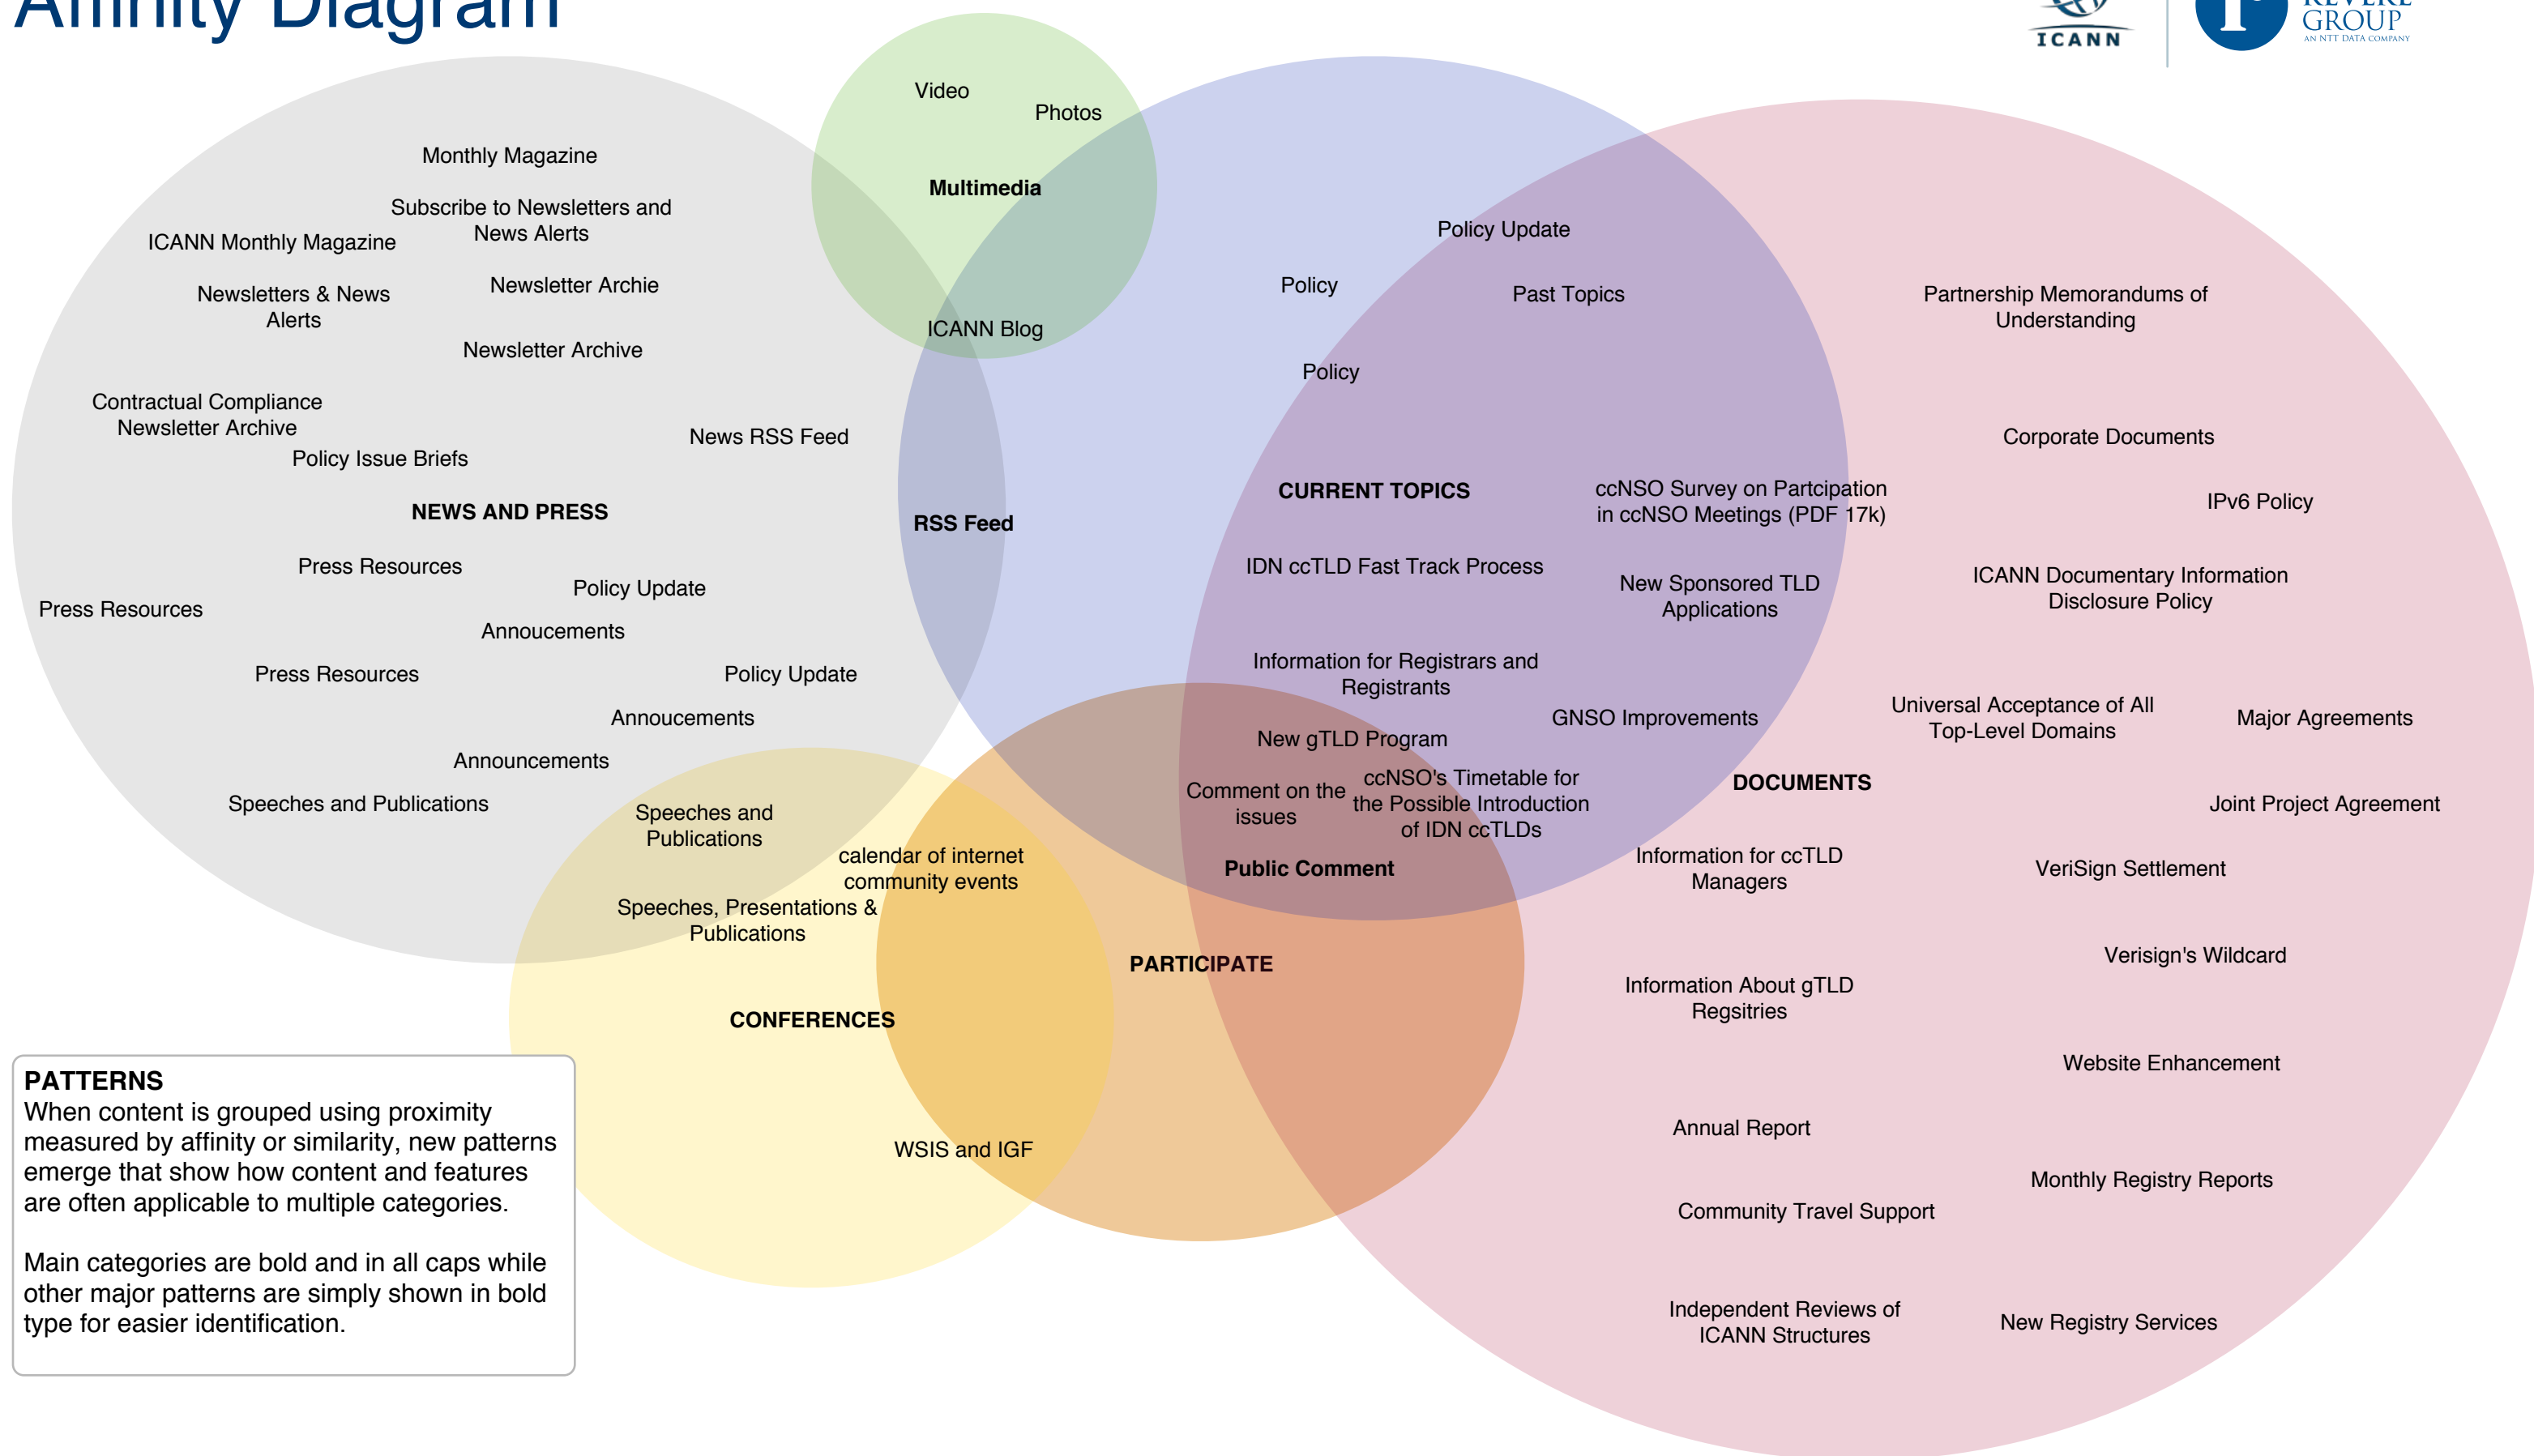 Affinity Diagram
ICANN
REVERE
GROUP
AN NTT DATA COMPANY
Video
Photos
Multimedia
ICANN Blog
Monthly Magazine
Subscribe to Newsletters and
News Alerts
ICANN Monthly Magazine
Newsletters & News
Alerts
Newsletter Archie
Newsletter Archive
Contractual Compliance
Newsletter Archive
News RSS Feed
Policy Issue Briefs
NEWS AND PRESS
RSS Feed
Press Resources
Policy Update
Press Resources
Annoucements
Press Resources
Policy Update
Annoucements
Announcements
Speeches and Publications
Speeches and
Publications
calendar of internet
community events
Speeches, Presentations &
Publications
CONFERENCES
WSIS and IGF
PARTICIPATE
Policy Update
Policy
Past Topics
Policy
CURRENT TOPICS
ccNSO Survey on Partcipation
in ccNSO Meetings (PDF 17k)
IDN ccTLD Fast Track Process
New Sponsored TLD
Applications
Information for Registrars and
Registrants
GNSO Improvements
New gTLD Program
Comment on the
issues
ccNSO's Timetable for
the Possible Introduction
of IDN ccTLDs
Public Comment
Partnership Memorandums of
Understanding
Corporate Documents
IPv6 Policy
ICANN Documentary Information
Disclosure Policy
Universal Acceptance of All
Top-Level Domains
Major Agreements
DOCUMENTS
Joint Project Agreement
Information for ccTLD
Managers
VeriSign Settlement
Verisign's Wildcard
Information About gTLD
Regsitries
Website Enhancement
Annual Report
Monthly Registry Reports
Community Travel Support
Independent Reviews of
ICANN Structures
New Registry Services
PATTERNS
When content is grouped using proximity
measured by affinity or similarity, new patterns
emerge that show how content and features
are often applicable to multiple categories.
Main categories are bold and in all caps while
other major patterns are simply shown in bold
type for easier identification.